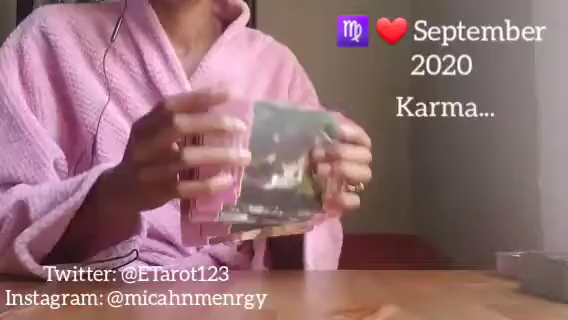 ♍ ❤️ September
2020
Karma...
Twitter: @ETarot123
Instagram: @micahnmenrgy